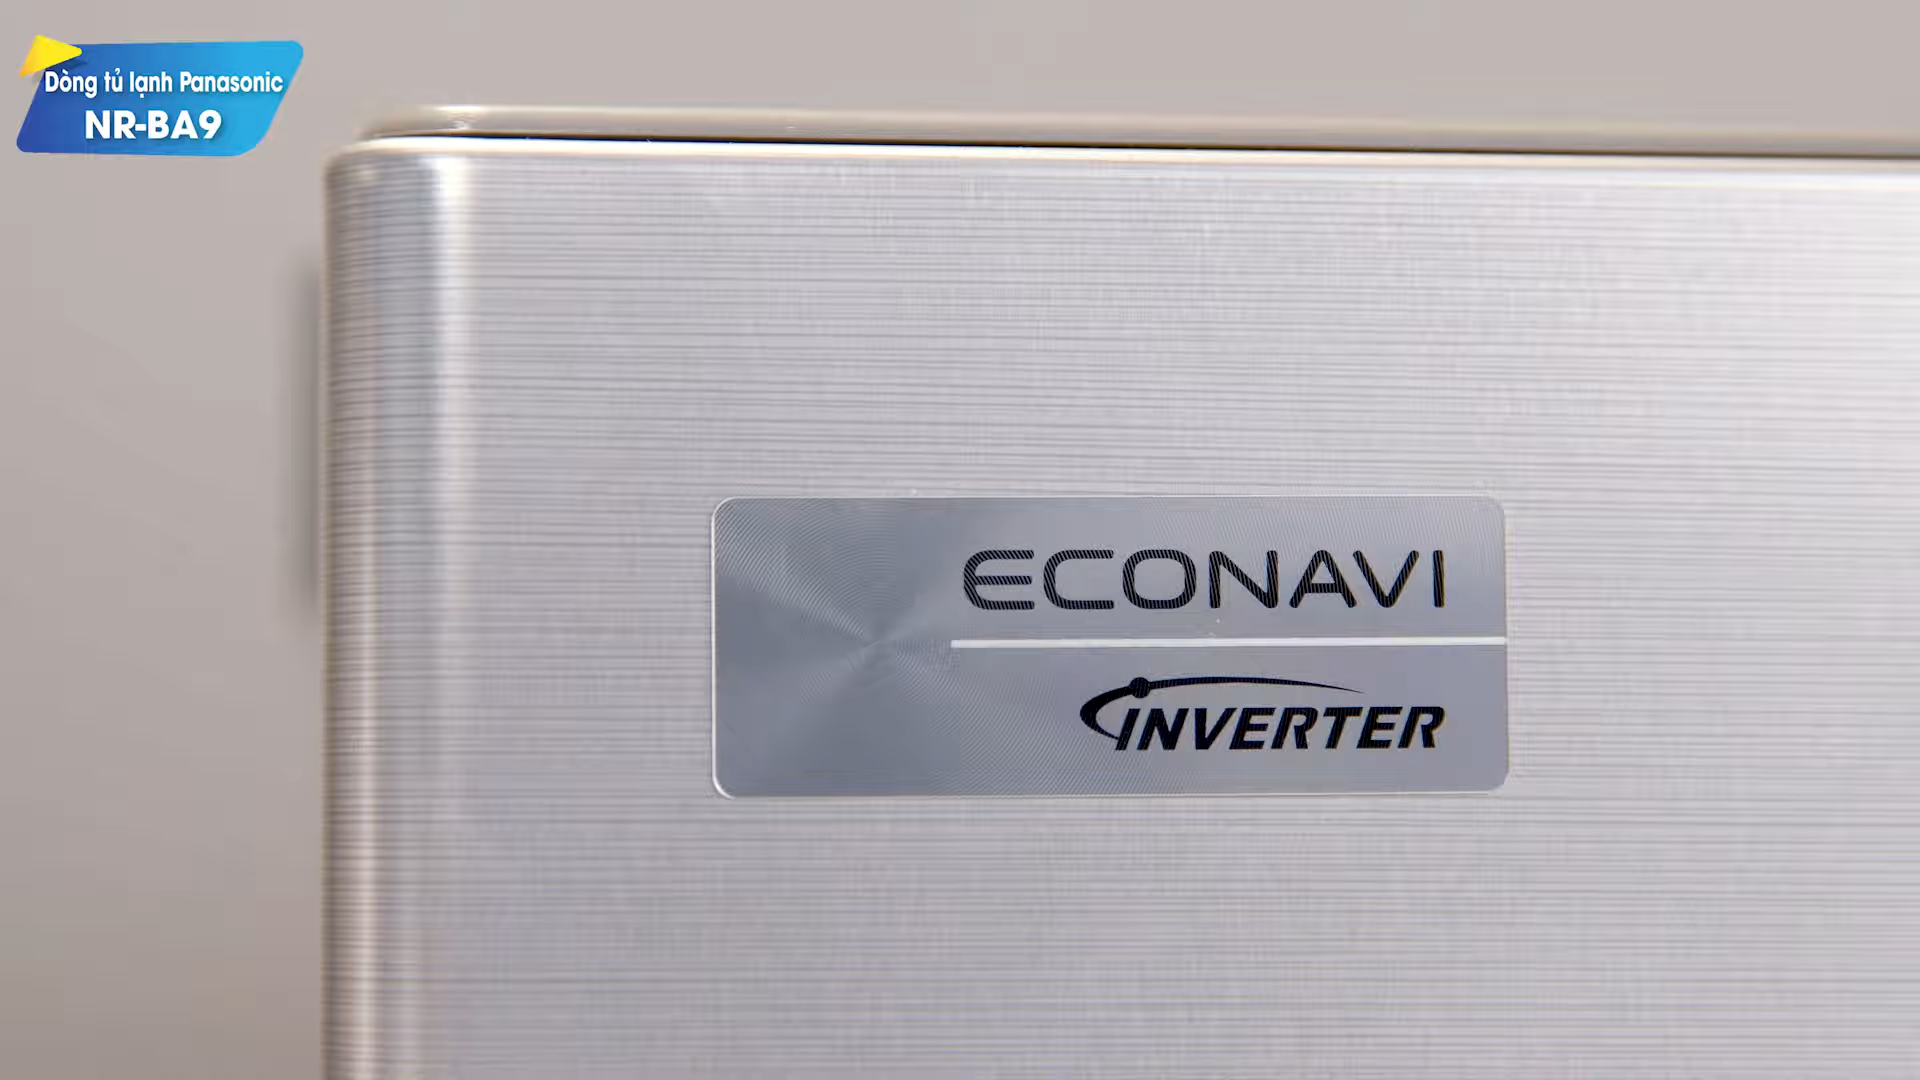 Dòng tủ lạnh Panasonic
NR-BA9
ECONAVI
INVERTER